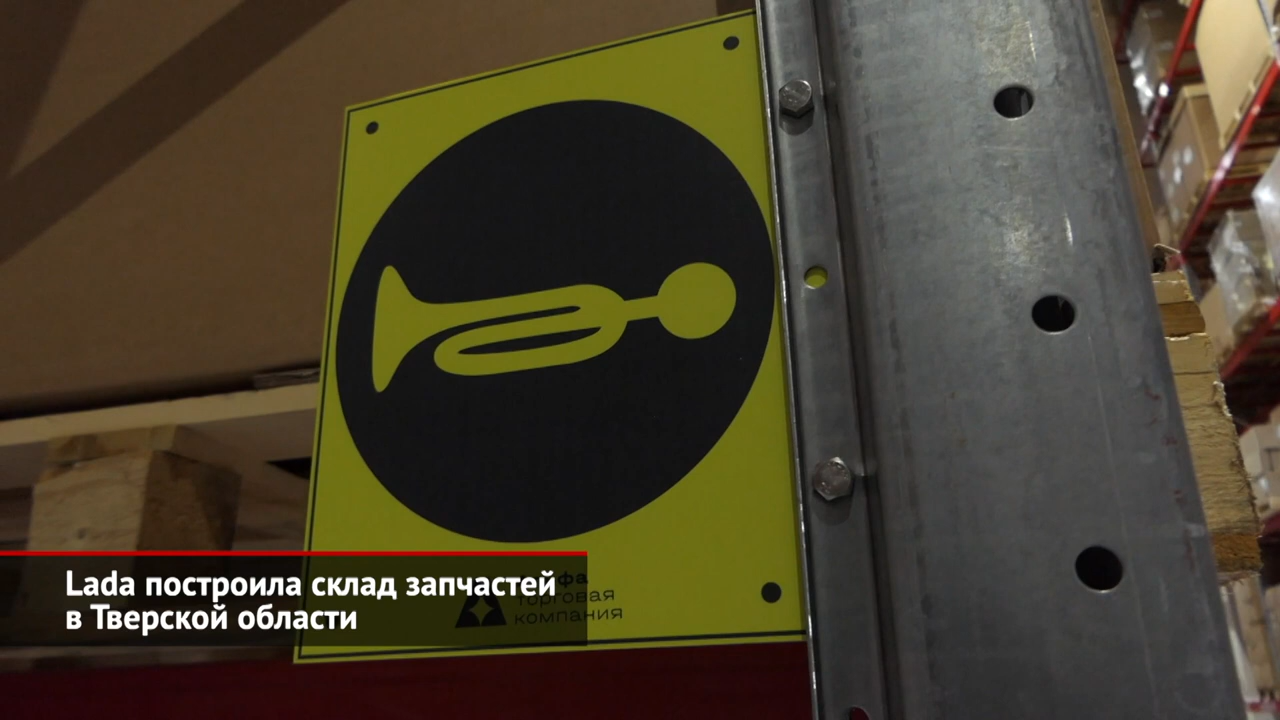 Lada построила склад запчастей
в Тверской области
торговая
компания